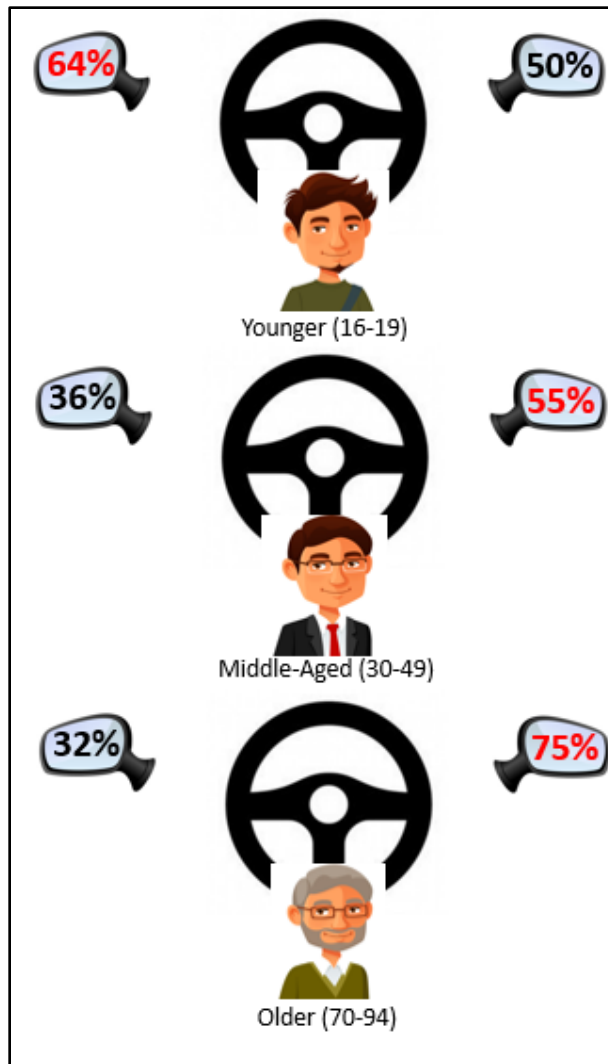 64%
50%
Younger (16-19)
36%
55%
Middle-Aged (30-49)
32%
75%
Older (70-94)